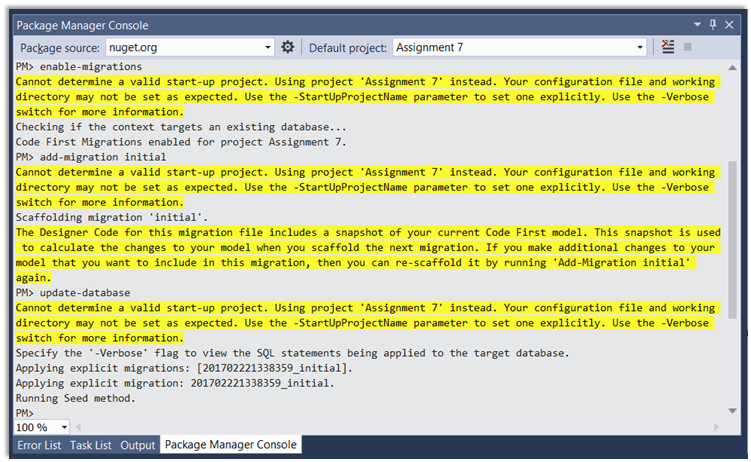 Package Manager Console
Package source: nuget.org Default project: Assignment 7
PM> enable-migrations
Cannot determine a valid start-up project. Using project 'Assignment 7' instead. Your configuration file and working
directory may not be set as expected. Use the -StartUpProjectName parameter to set one explicitly. Use the -Verbose
switch for more information.
Checking if the context targets an existing database...
Code First Migrations enabled for project Assignment 7.
PM> add-migration initial
Cannot determine a valid start-up project. Using project 'Assignment 7' instead. Your configuration file and working
directory may not be set as expected. Use the -StartUpProjectName parameter to set one explicitly. Use the -Verbose
switch for more information.
Scaffolding migration 'initial'.
The Designer Code for this migration file includes a snapshot of your current Code First model. This snapshot is used
to calculate the changes to your model when you scaffold the next migration. If you make additional changes to your
model that you want to include in this migration, then you can re-scaffold it by running 'Add-Migration initial'
again.
PM> update-database
Cannot determine a valid start-up project. Using project 'Assignment 7' instead. Your configuration file and working
directory may not be set as expected. Use the -StartUpProjectName parameter to set one explicitly. Use the -Verbose
switch for more information.
Specify the '-Verbose' flag to view the SQL statements being applied to the target database.
Applying explicit migrations: [201702221338359_initial].
Applying explicit migration: 201702221338359_initial.
Running Seed method.
PM>
100 %
Error List Task List Output Package Manager Console